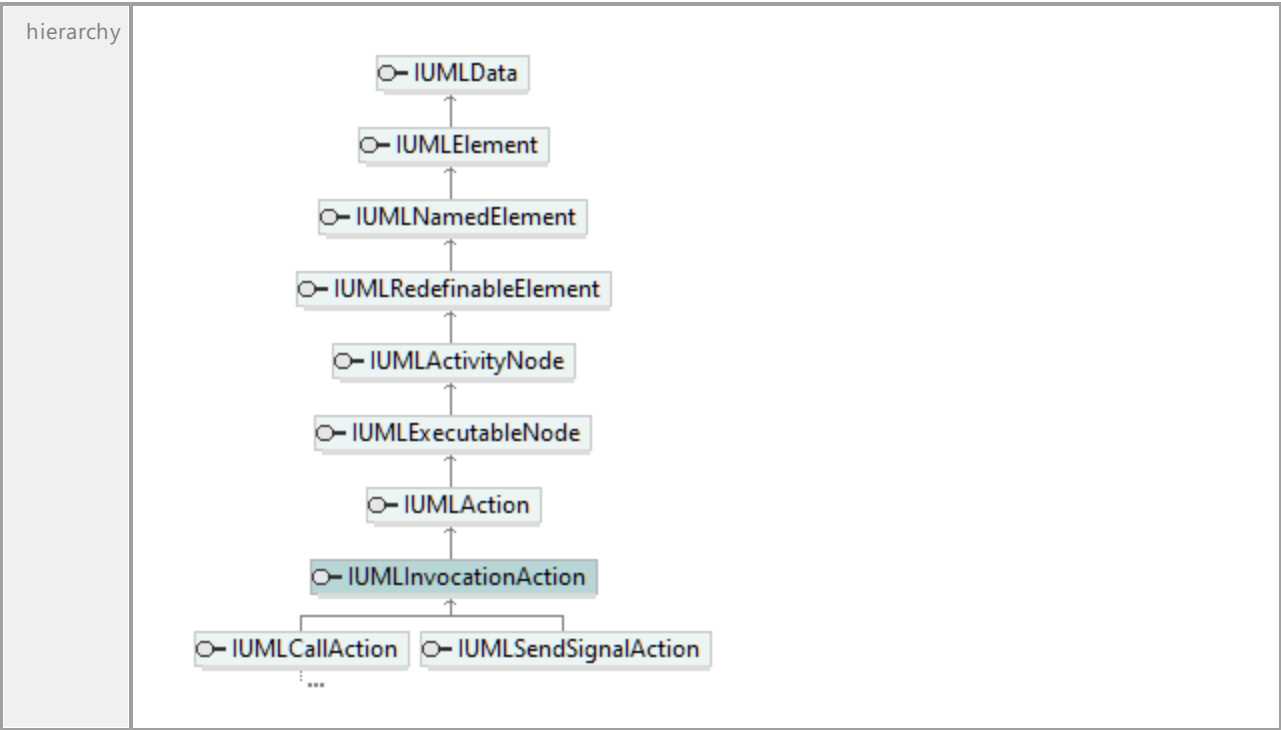 hierarchy
IUMLData
IUMLElement
IUMLNamedElement
IUMLRedefinableElement
IUMLActivityNode
IUMLExecutableNode
IUMLAction
IUMLInvocationAction
IUMLCallAction IUMLSendSignalAction
...